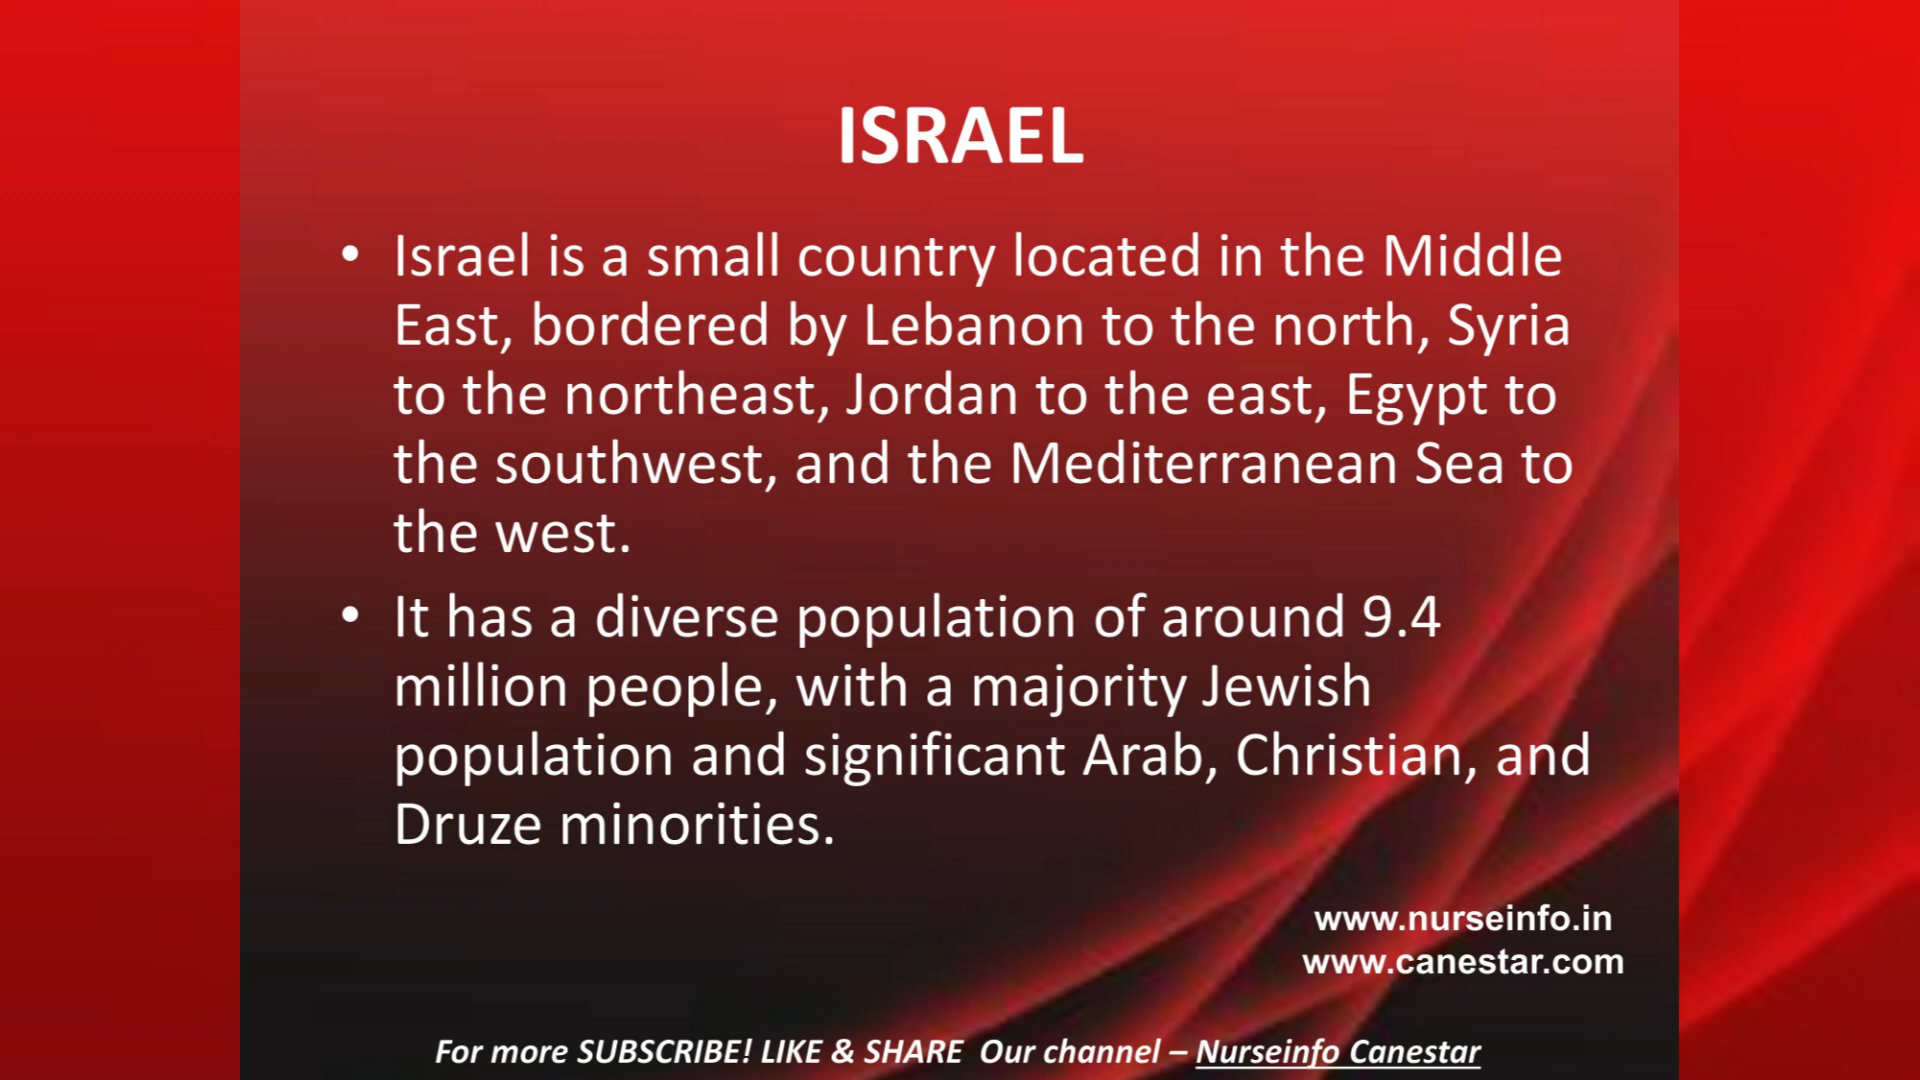 ISRAEL
• Israel is a small country located in the Middle
East, bordered by Lebanon to the north, Syria
to the northeast, Jordan to the east, Egypt to
the southwest, and the Mediterranean Sea to
the west.
• It has a diverse population of around 9.4
million people, with a majority Jewish
population and significant Arab, Christian, and
Druze minorities.
www.nurseinfo.in
www.canestar.com
For more SUBSCRIBE! LIKE & SHARE Our channel – Nurseinfo Canestar